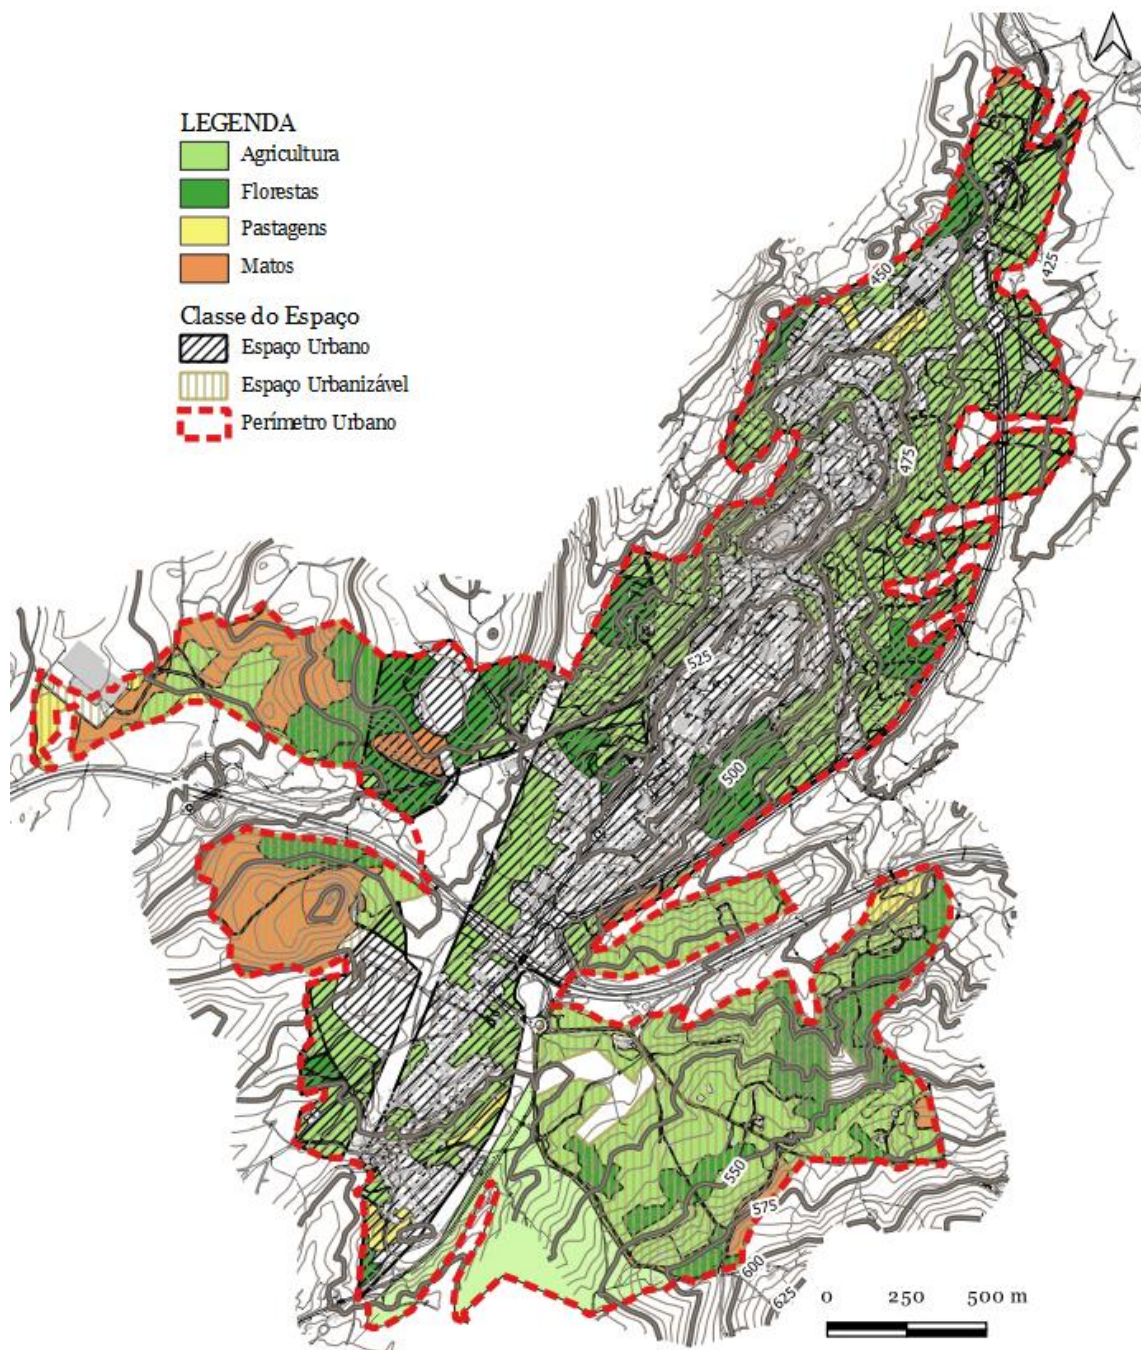 LEGENDA
Agricultura
Florestas
Pastagens
Matos
Classe do Espaço
Espaço Urbano
Espaço Urbanizável
Perímetro Urbano
450
425
475
525
500
550
575
600
625
0 250 500 m